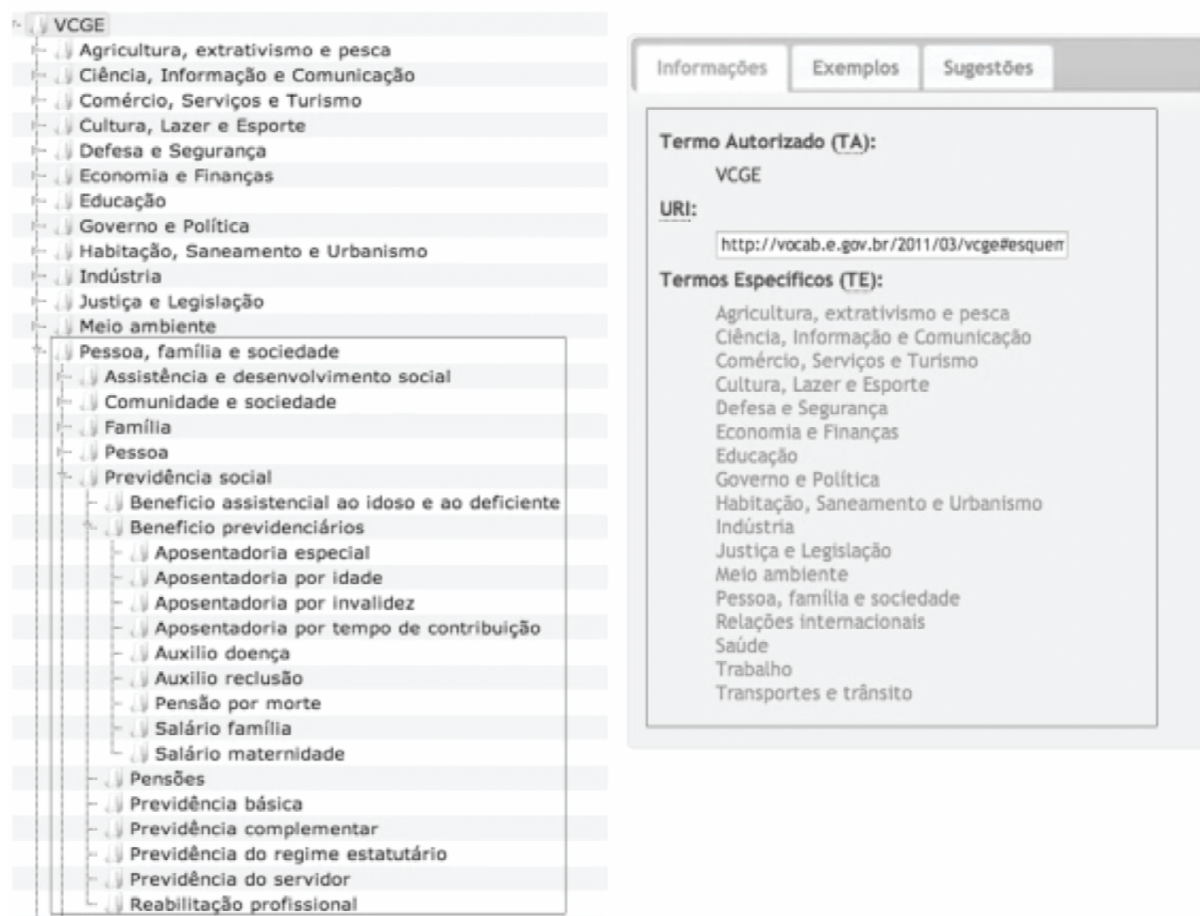 VCGE
Agricultura, extrativismo e pesca
Ciência, Informação e Comunicação
Comércio, Serviços e Turismo
Cultura, Lazer e Esporte
Defesa e Segurança
Economia e Finanças
Educação
Governo e Política
Habitação, Saneamento e Urbanismo
Indústria
Justiça e Legislação
Meio ambiente
Pessoa, família e sociedade
Assistência e desenvolvimento social
Comunidade e sociedade
Família
Pessoa
Previdência social
Beneficio assistencial ao idoso e ao deficiente
Beneficio previdenciários
Aposentadoria especial
Aposentadoria por idade
Aposentadoria por invalidez
Aposentadoria por tempo de contribuição
Auxilio doença
Auxilio reclusão
Pensão por morte
Salário família
Salário maternidade
Pensões
Previdência básica
Previdência complementar
Previdência do regime estatutário
Previdência do servidor
Reabilitação profissional
Informações Exemplos Sugestões
Termo Autorizado (TA):
VCGE
URI:
http://vocab.e.gov.br/2011/03/vcge#esquem
Termos Específicos (TE):
Agricultura, extrativismo e pesca
Ciência, Informação e Comunicação
Comércio, Serviços e Turismo
Cultura, Lazer e Esporte
Defesa e Segurança
Economia e Finanças
Educação
Governo e Política
Habitação, Saneamento e Urbanismo
Indústria
Justiça e Legislação
Meio ambiente
Pessoa, família e sociedade
Relações internacionais
Saúde
Trabalho
Transportes e trânsito